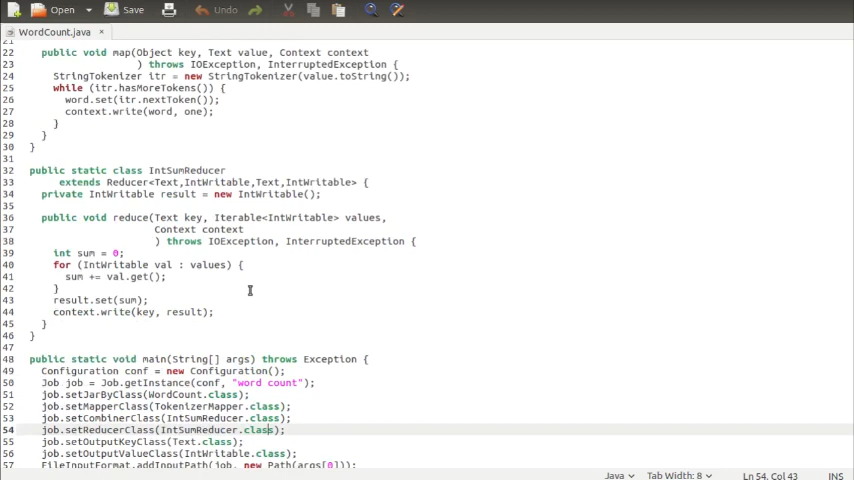 Open Save Undo
WordCount.java ×
21
22 public void map(Object key, Text value, Context context
23 ) throws IOException, InterruptedException {
24 StringTokenizer itr = new StringTokenizer(value.toString());
25 while (itr.hasMoreTokens()) {
26 word.set(itr.nextToken());
27 context.write(word, one);
28 }
29 }
30 }
31
32 public static class IntSumReducer
33 extends Reducer<Text,IntWritable,Text,IntWritable> {
34 private IntWritable result = new IntWritable();
35
36 public void reduce(Text key, Iterable<IntWritable> values,
37 Context context
38 ) throws IOException, InterruptedException {
39 int sum = 0;
40 for (IntWritable val : values) {
41 sum += val.get();
42 }
43 result.set(sum);
44 context.write(key, result);
45 }
46 }
47
48 public static void main(String[] args) throws Exception {
49 Configuration conf = new Configuration();
50 Job job = Job.getInstance(conf, "word count");
51 job.setJarByClass(WordCount.class);
52 job.setMapperClass(TokenizerMapper.class);
53 job.setCombinerClass(IntSumReducer.class);
54 job.setReducerClass(IntSumReducer.class);
55 job.setOutputKeyClass(Text.class);
56 job.setOutputValueClass(IntWritable.class);
57 FileInputFormat.addInputPath(job, new Path(args[0]));
Java Tab Width: 8 Ln 54, Col 43 INS